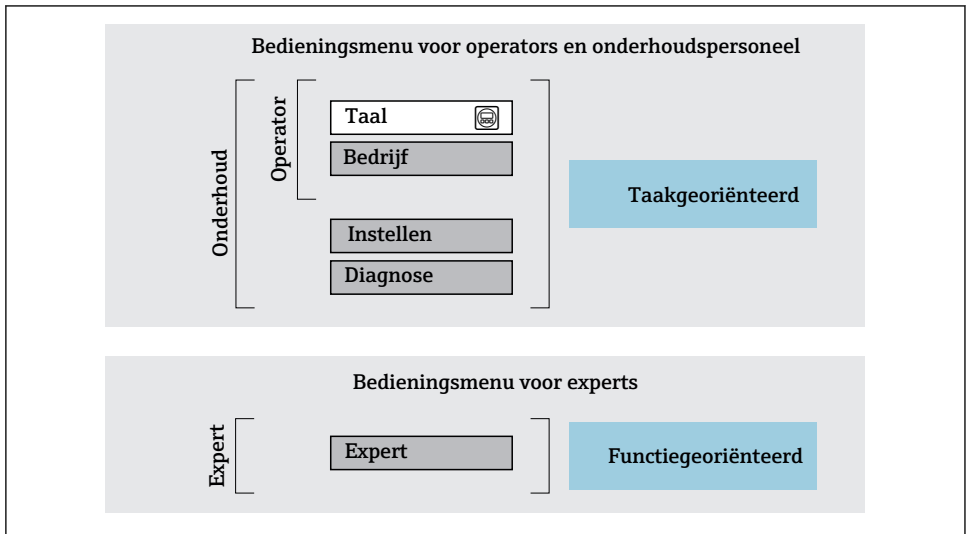 Bedieningsmenu voor operators en onderhoudspersoneel
Onderhoud
Operator
Taal
Bedrijf
Instellen
Diagnose
Taakgeoriënteerd
Bedieningsmenu voor experts
Expert
Expert
Functiegeoriënteerd